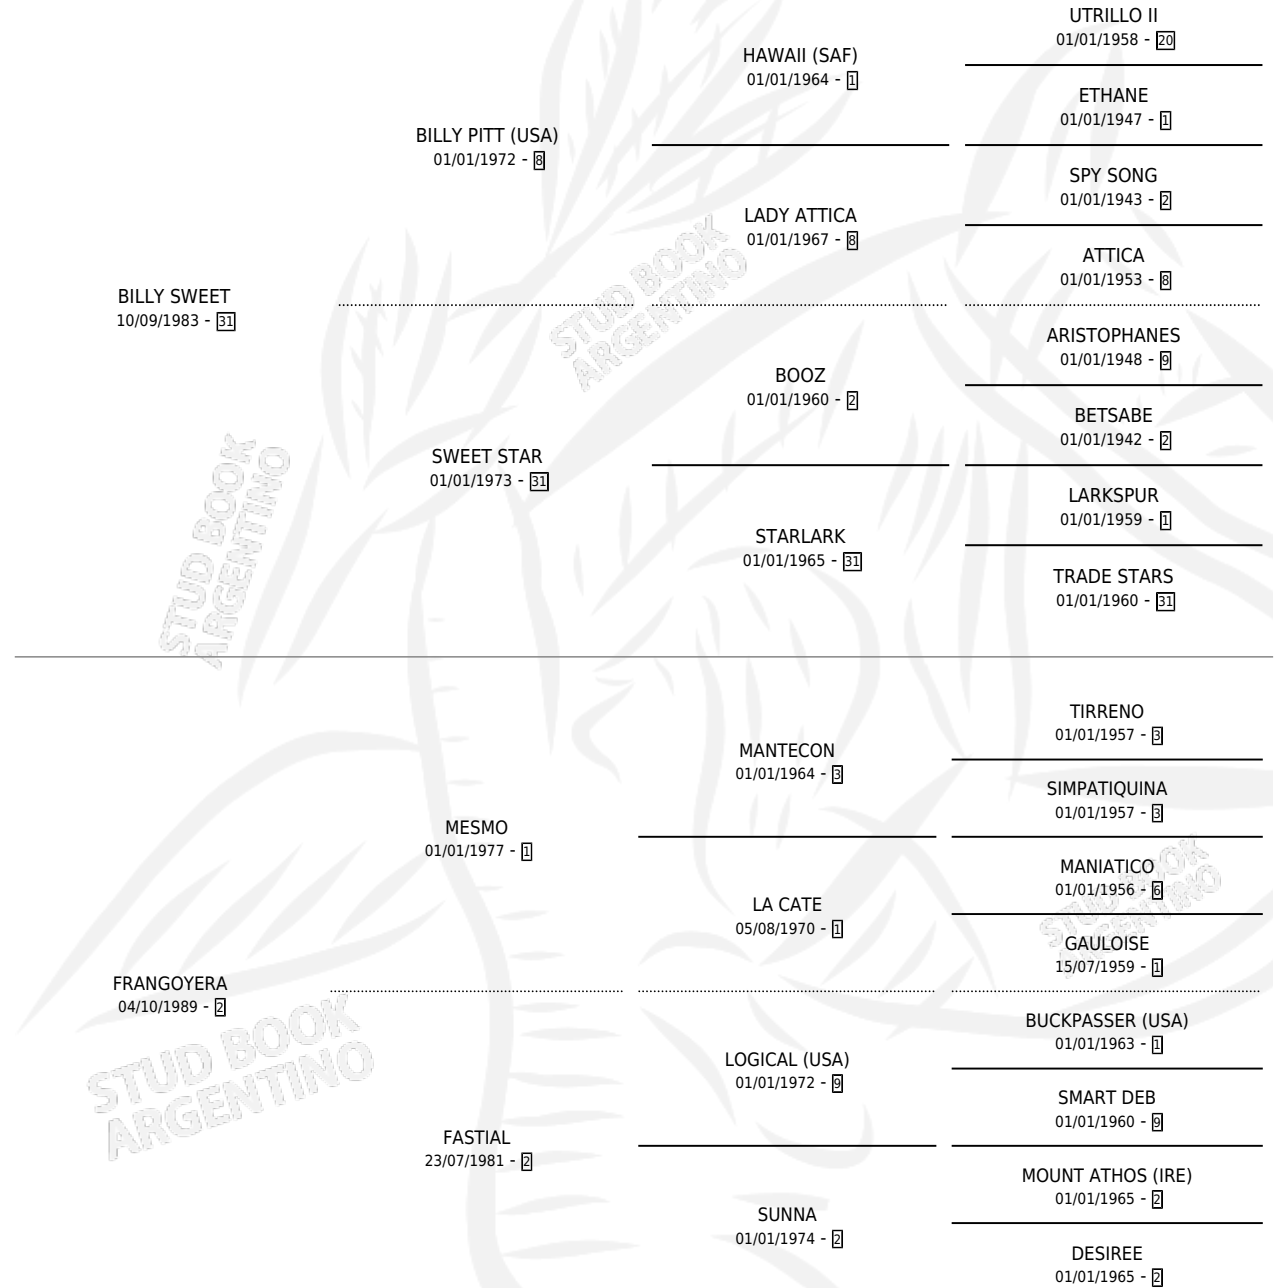 UTRILLO II
01/01/1958 - 20
HAWAII (SAF)
01/01/1964 - 1
ETHANE
01/01/1947 - 1
BILLY PITT (USA)
01/01/1972 - 8
SPY SONG
01/01/1943 - 2
LADY ATTICA
01/01/1967 - 8
ATTICA
01/01/1953 - 8
BILLY SWEET
10/09/1983 - 31
STUD BOOK
ARGENTINO
ARISTOPHANES
01/01/1948 - 9
BOOZ
01/01/1960 - 2
BETSABE
01/01/1942 - 2
SWEET STAR
01/01/1973 - 31
LARKSPUR
01/01/1959 - 1
STARLARK
01/01/1965 - 31
TRADE STARS
01/01/1960 - 31
STUD BOOK
ARGENTINO
TIRRENO
01/01/1957 - 3
MANTECON
01/01/1964 - 3
SIMPATIQUINA
01/01/1957 - 3
MESMO
01/01/1977 - 1
MANIATICO
01/01/1956 - 6
LA CATE
05/08/1970 - 1
GAULOISE
15/07/1959 - 1
STUD BOOK
ARGENTINO
FRANGOYERA
04/10/1989 - 2
BUCKPASSER (USA)
01/01/1963 - 1
LOGICAL (USA)
01/01/1972 - 9
SMART DEB
01/01/1960 - 9
STUD BOOK
ARGENTINO
FASTIAL
23/07/1981 - 2
MOUNT ATHOS (IRE)
01/01/1965 - 2
SUNNA
01/01/1974 - 2
DESIREE
01/01/1965 - 2